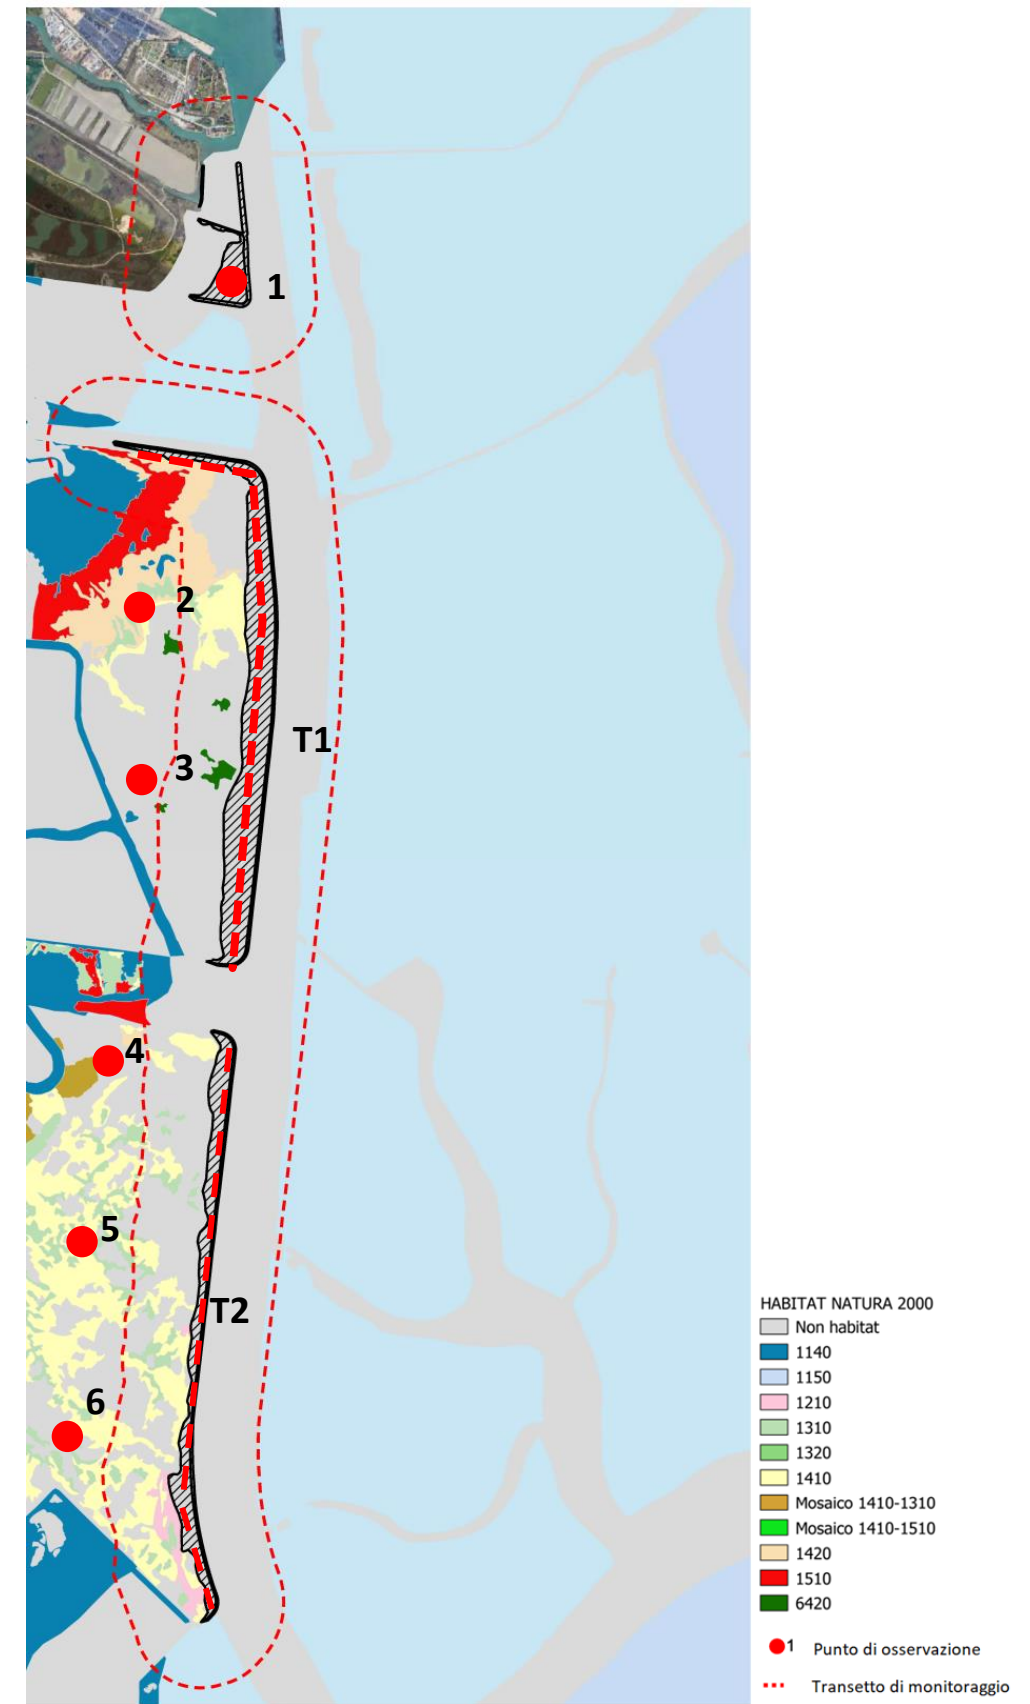 1
2
T1
3
4
5
T2
6
HABITAT NATURA 2000
Non habitat
1140
1150
1210
1310
1320
1410
Mosaico 1410-1310
Mosaico 1410-1510
1420
1510
6420
1 Punto di osservazione
Transetto di monitoraggio